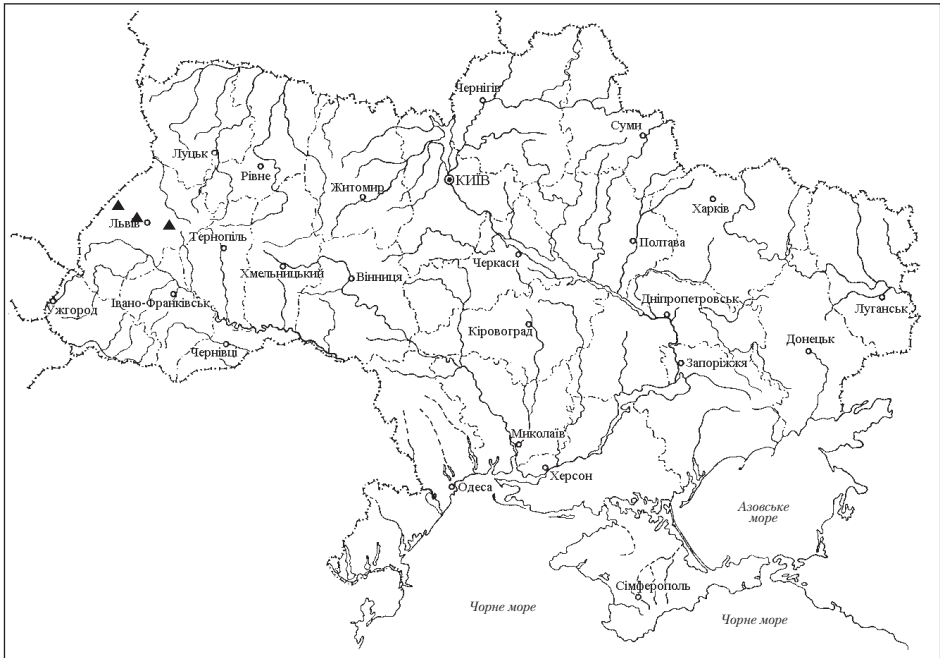 Чернігів
Суми
Луцьк
Рівне
Житомир
КИЇВ
Харків
Львів
Тернопіль
Полтава
Хмельницький
Вінниця
Черкаси
Ужгород
Івано-Франківськ
Дніпропетровськ
Луганськ
Кіровоград
Донецьк
Чернівці
Запоріжжя
Миколаїв
Херсон
Одеса
Азовське
море
Сімферополь
Чорне море
Чорне море